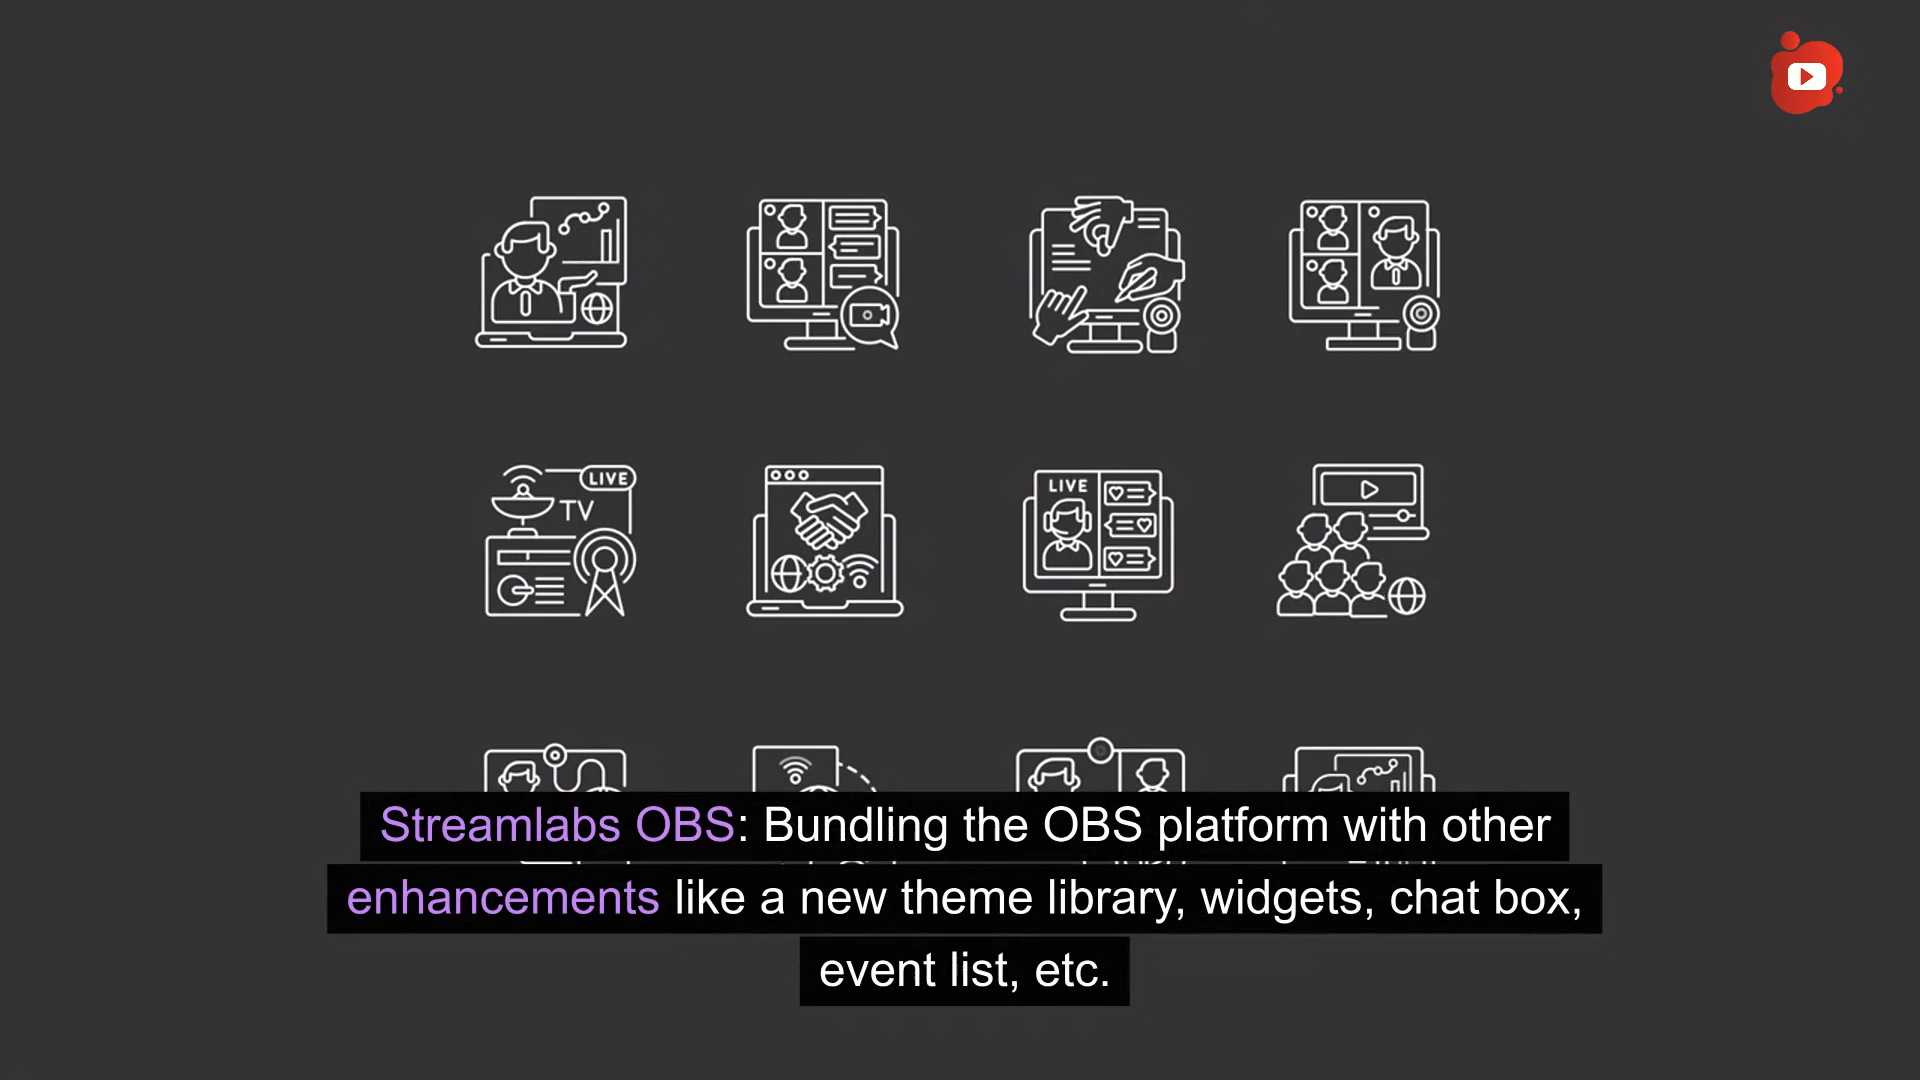 LIVE
TV
LIVE
Streamlabs OBS: Bundling the OBS platform with other
enhancements like a new theme library, widgets, chat box,
event list, etc.